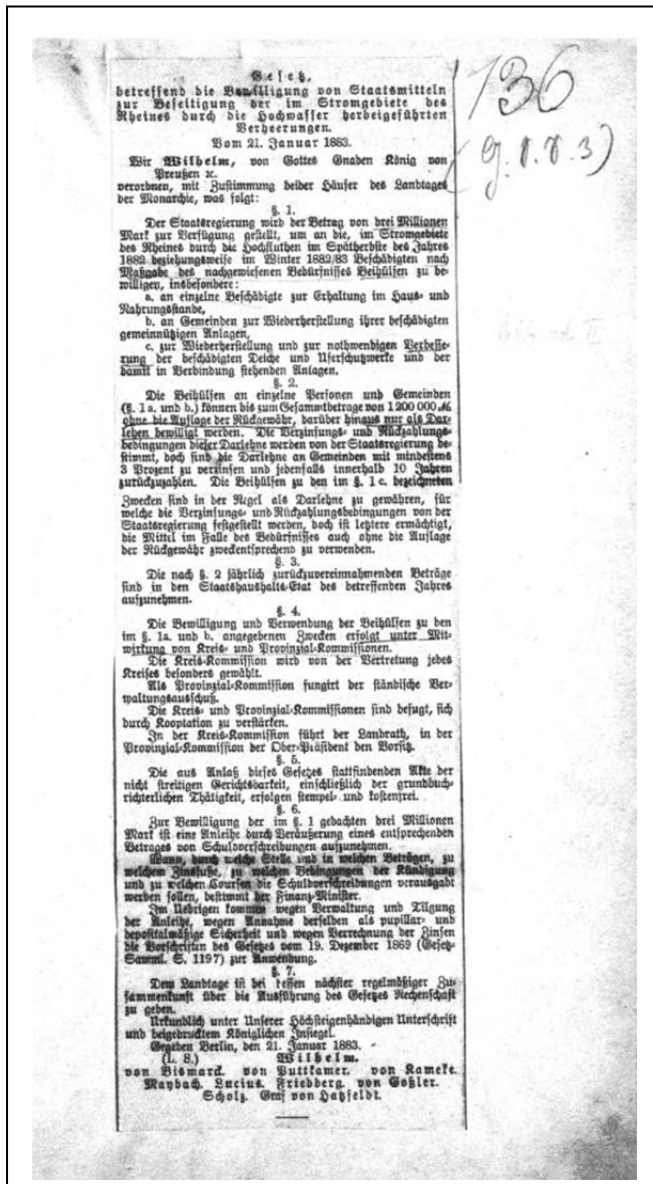 Gesetz,
betreffend die Bewilligung von Staatsmitteln
zur Beseitigung der im Stromgebiete des
Rheines durch die Hochwasser herbeigeführten
Verheerungen.
Vom 21. Januar 1883.
Wir Wilhelm, von Gottes Gnaden König von
Preußen ꝛc.
verordnen, mit Zustimmung beider Häuser des Landtages
der Monarchie, was folgt:
§. 1.
Der Staatsregierung wird der Betrag von drei Millionen
Mark zur Verfügung gestellt, um an die, im Stromgebiete
des Rheines durch die Hochfluthen im Spätherbste des Jahres
1882 beziehungsweise im Winter 1882/83 Beschädigten nach
Maßgabe des nachgewiesenen Bedürfnisses Beihülfen zu be-
willigen, insbesondere:
a. an einzelne Beschädigte zur Erhaltung im Haus- und
Nahrungsstande,
b. an Gemeinden zur Wiederherstellung ihrer beschädigten
gemeinnützigen Anlagen,
c. zur Wiederherstellung und zur nothwendigen Verbesse-
rung der beschädigten Deiche und Uferschutzwerke und der
damit in Verbindung stehenden Anlagen.
§. 2.
Die Beihülfen an einzelne Personen und Gemeinden
(§. 1 a. und b.) können bis zum Gesammtbetrage von 1 200 000 ℳ
ohne die Auflage der Rückgewähr, darüber hinaus nur als Dar-
lehen bewilligt werden. Die Verzinsungs- und Rückzahlungs-
bedingungen dieser Darlehne werden von der Staatsregierung be-
stimmt, doch sind die Darlehne an Gemeinden mit mindestens
3 Prozent zu verzinsen und jedenfalls innerhalb 10 Jahren
zurückzuzahlen. Die Beihülfen zu den im §. 1 c. bezeichneten
Zwecken sind in der Regel als Darlehne zu gewähren, für
welche die Verzinsungs- und Rückzahlungsbedingungen von der
Staatsregierung festgestellt werden, doch ist letztere ermächtigt,
die Mittel im Falle des Bedürfnisses auch ohne die Auflage
der Rückgewähr zweckentsprechend zu verwenden.
§. 3.
Die nach §. 2 jährlich zurückzuvereinnahmenden Beträge
sind in den Staatshaushalts-Etat des betreffenden Jahres
aufzunehmen.
§. 4.
Die Bewilligung und Verwendung der Beihülfen zu den
im §. 1a. und b. angegebenen Zwecken erfolgt unter Mit-
wirkung von Kreis- und Provinzial-Kommissionen.
Die Kreis-Kommission wird von der Vertretung jedes
Kreises besonders gewählt.
Als Provinzial-Kommission fungirt der ständische Ver-
waltungsausschuß.
Die Kreis- und Provinzial-Kommissionen sind befugt, sich
durch Kooptation zu verstärken.
In der Kreis-Kommission führt der Landrath, in der
Provinzial-Kommission der Ober-Präsident den Vorsitz.
§. 5.
Die aus Anlaß dieses Gesetzes stattfindenden Akte der
nicht streitigen Gerichtsbarkeit, einschließlich der grundbuch-
richterlichen Thätigkeit, erfolgen stempel- und kostenfrei.
§. 6.
Zur Bewilligung der im §. 1 gedachten drei Millionen
Mark ist eine Anleihe durch Veräußerung eines entsprechenden
Betrages von Schuldverschreibungen aufzunehmen.
Wann, durch welche Stelle und in welchen Beträgen, zu
welchem Zinsfuße, zu welchen Bedingungen der Kündigung
und zu welchen Coursen die Schuldverschreibungen verausgabt
werden sollen, bestimmt der Finanz-Minister.
Im Uebrigen kommen wegen Verwaltung und Tilgung
der Anleihe, wegen Annahme derselben als pupillar- und
depositalmäßige Sicherheit und wegen Verrechnung der Zinsen
die Vorschriften des Gesetzes vom 19. Dezember 1869 (Gesetz-
Samml. S. 1197) zur Anwendung.
§. 7.
Dem Landtage ist bei dessen nächster regelmäßiger Zu-
sammenkunft über die Ausführung des Gesetzes Rechenschaft
zu geben.
Urkundlich unter Unserer Höchsteigenhändigen Unterschrift
und beigedrucktem Königlichen Insiegel.
Gegeben Berlin, den 21. Januar 1883.
(L. S.) Wilhelm.
von Bismarck. von Puttkamer. von Kameke.
Maybach. Lucius. Friedberg. von Goßler.
Scholz. Graf von Hatzfeldt.
136